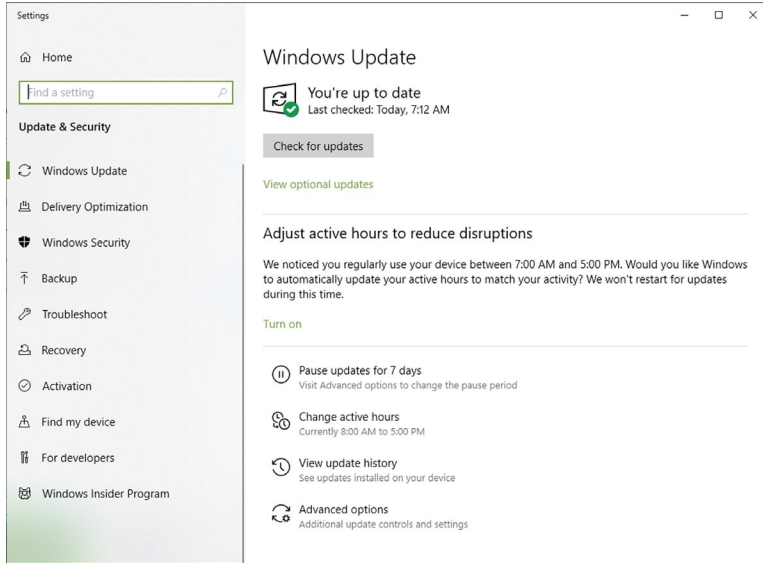 Settings
Home
Find a setting
Update & Security
Windows Update
Delivery Optimization
Windows Security
Backup
Troubleshoot
Recovery
Activation
Find my device
For developers
Windows Insider Program
Windows Update
You're up to date
Last checked: Today, 7:12 AM
Check for updates
View optional updates
Adjust active hours to reduce disruptions
We noticed you regularly use your device between 7:00 AM and 5:00 PM. Would you like Windows
to automatically update your active hours to match your activity? We won't restart for updates
during this time.
Turn on
Pause updates for 7 days
Visit Advanced options to change the pause period
Change active hours
Currently 8:00 AM to 5:00 PM
View update history
See updates installed on your device
Advanced options
Additional update controls and settings